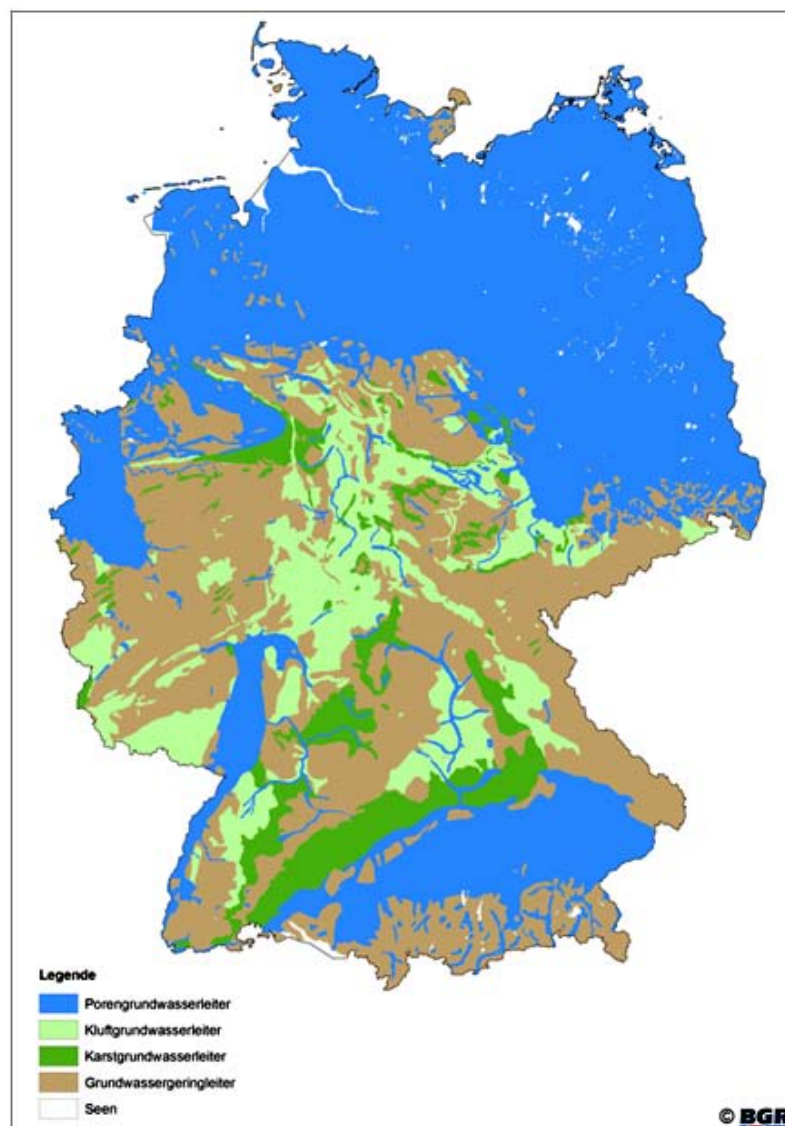 Legende
Porengrundwasserleiter
Kluftgrundwasserleiter
Karstgrundwasserleiter
Grundwassergeringleiter
Seen
© BGR